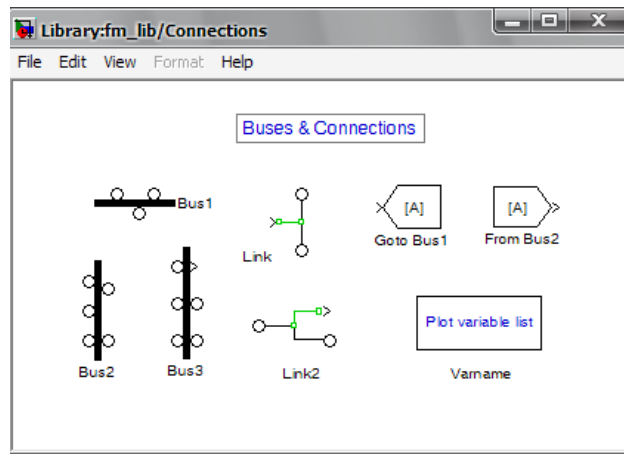 Library:fm_lib/Connections
File Edit View Format Help
Buses & Connections
Bus1
Link
[A]
Goto Bus1
[A]
From Bus2
Bus2
Bus3
Link2
Plot variable list
Varname